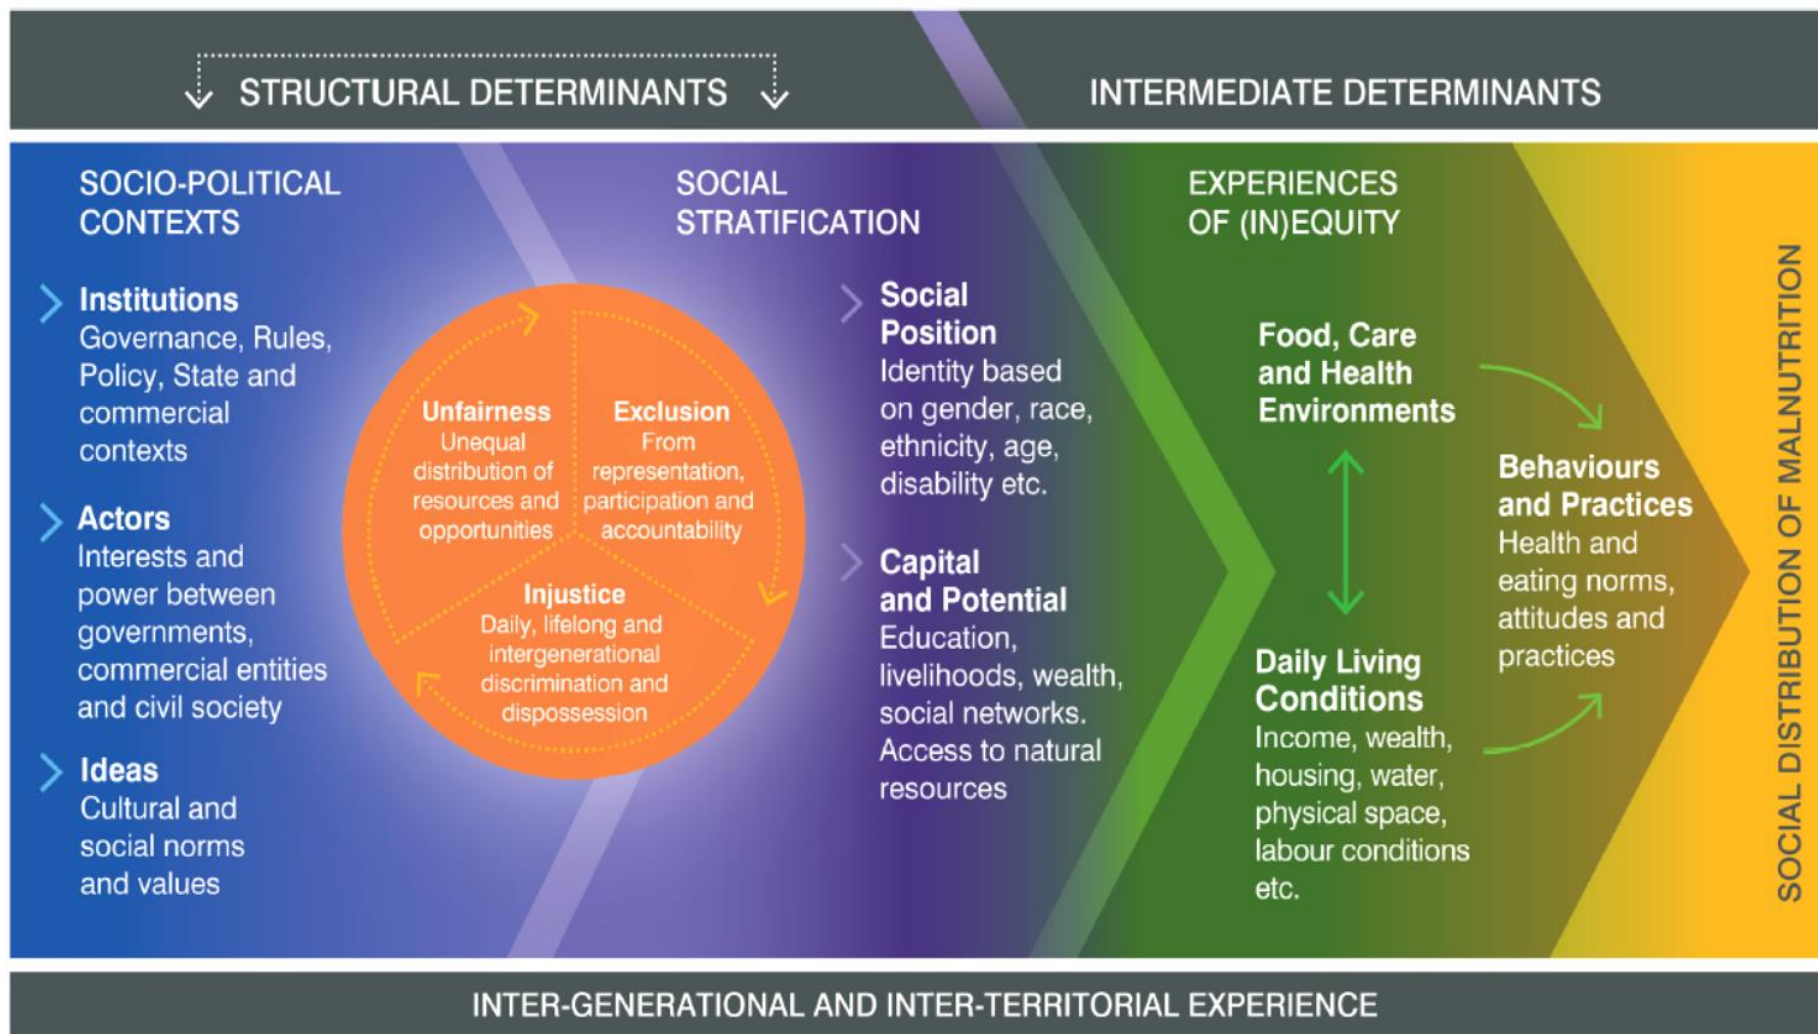 STRUCTURAL DETERMINANTS
INTERMEDIATE DETERMINANTS
SOCIO-POLITICAL
CONTEXTS
Institutions
Governance, Rules,
Policy, State and
commercial
contexts
Actors
Interests and
power between
governments,
commercial entities
and civil society
Ideas
Cultural and
social norms
and values
Unfairness
Unequal
distribution of
resources and
opportunities
Exclusion
From
representation,
participation and
accountability
Injustice
Daily, lifelong and
intergenerational
discrimination and
dispossession
SOCIAL
STRATIFICATION
Social
Position
Identity based
on gender, race,
ethnicity, age,
disability etc.
Capital
and Potential
Education,
livelihoods, wealth,
social networks.
Access to natural
resources
EXPERIENCES
OF (IN)EQUITY
Food, Care
and Health
Environments
Daily Living
Conditions
Income, wealth,
housing, water,
physical space,
labour conditions
etc.
Behaviours
and Practices
Health and
eating norms,
attitudes and
practices
SOCIAL DISTRIBUTION OF MALNUTRITION
INTER-GENERATIONAL AND INTER-TERRITORIAL EXPERIENCE